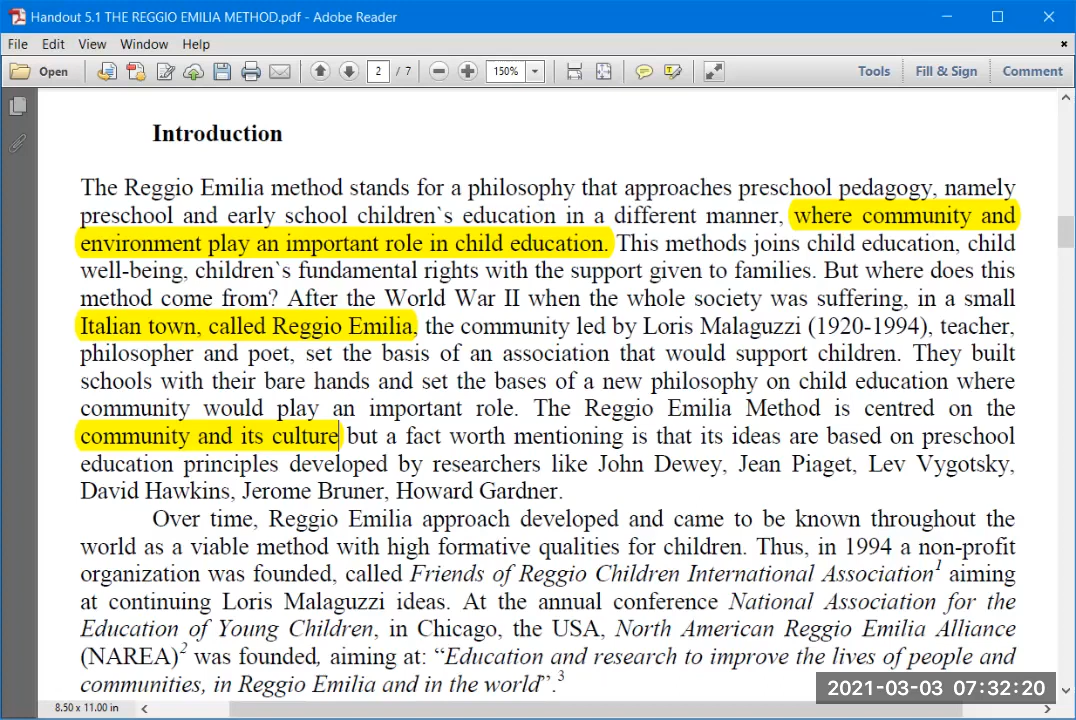 Handout 5.1 THE REGGIO EMILIA METHOD.pdf - Adobe Reader
File Edit View Window Help
Open 2 / 7 150% Tools Fill & Sign Comment
Introduction
The Reggio Emilia method stands for a philosophy that approaches preschool pedagogy, namely
preschool and early school children`s education in a different manner, where community and
environment play an important role in child education. This methods joins child education, child
well-being, children`s fundamental rights with the support given to families. But where does this
method come from? After the World War II when the whole society was suffering, in a small
Italian town, called Reggio Emilia, the community led by Loris Malaguzzi (1920-1994), teacher,
philosopher and poet, set the basis of an association that would support children. They built
schools with their bare hands and set the bases of a new philosophy on child education where
community would play an important role. The Reggio Emilia Method is centred on the
community and its culture but a fact worth mentioning is that its ideas are based on preschool
education principles developed by researchers like John Dewey, Jean Piaget, Lev Vygotsky,
David Hawkins, Jerome Bruner, Howard Gardner.
Over time, Reggio Emilia approach developed and came to be known throughout the
world as a viable method with high formative qualities for children. Thus, in 1994 a non-profit
organization was founded, called Friends of Reggio Children International Association1 aiming
at continuing Loris Malaguzzi ideas. At the annual conference National Association for the
Education of Young Children, in Chicago, the USA, North American Reggio Emilia Alliance
(NAREA)2 was founded, aiming at: “Education and research to improve the lives of people and
communities, in Reggio Emilia and in the world”.3
2021-03-03 07:32:20
8.50 x 11.00 in